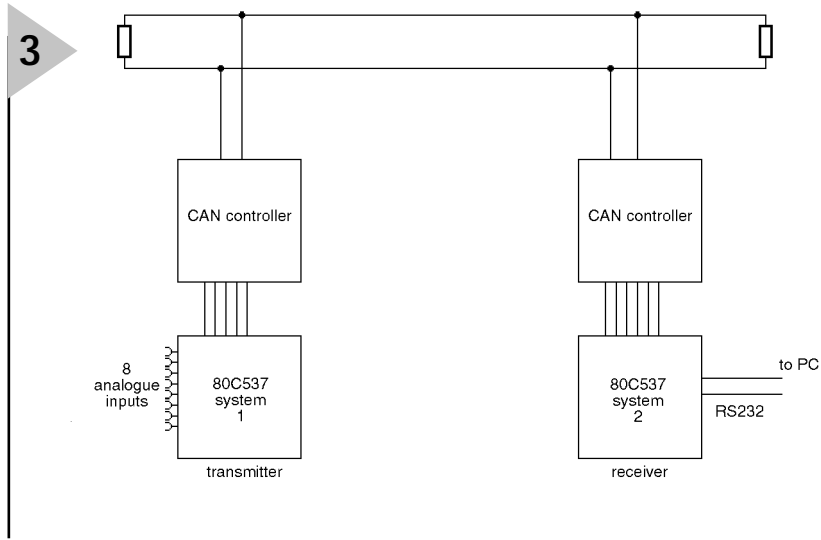 3
CAN controller
CAN controller
8
analogue
inputs
80C537
system
1
transmitter
80C537
system
2
receiver
to PC
RS232